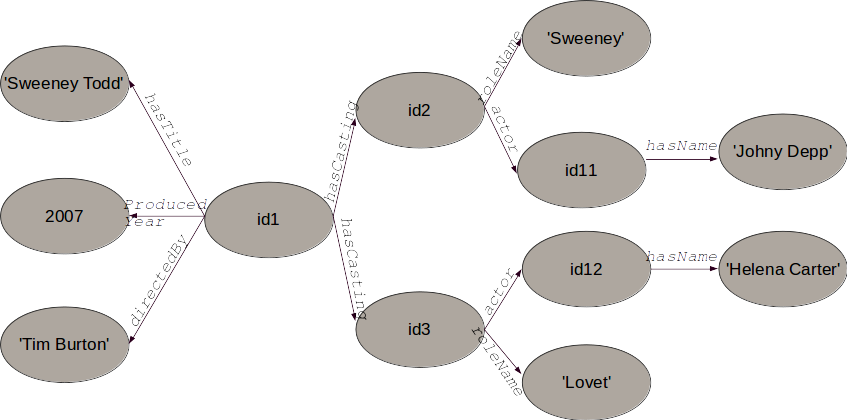 'Sweeney Todd'
hasTitle
2007
Produced
Year
'Tim Burton'
directedBy
id1
hasCasting
hasCasting
id2
roleName
'Sweeney'
actor
id11
hasName
'Johny Depp'
id3
actor
id12
hasName
'Helena Carter'
roleName
'Lovet'